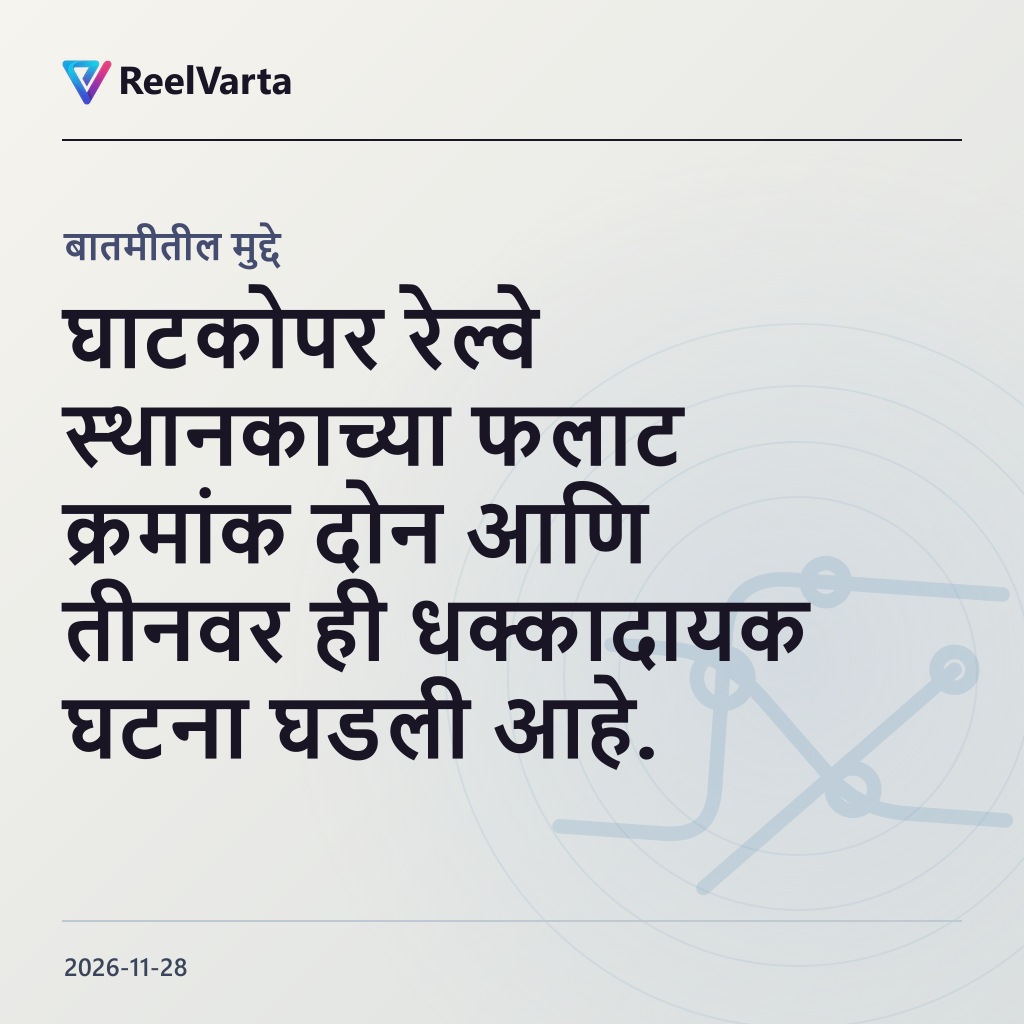 ReelVarta
बातमीतील मुद्दे
घाटकोपर रेल्वे
स्थानकाच्या फलाट
क्रमांक दोन आणि
तीनवर ही धक्कादायक
घटना घडली आहे.
2026-11-28